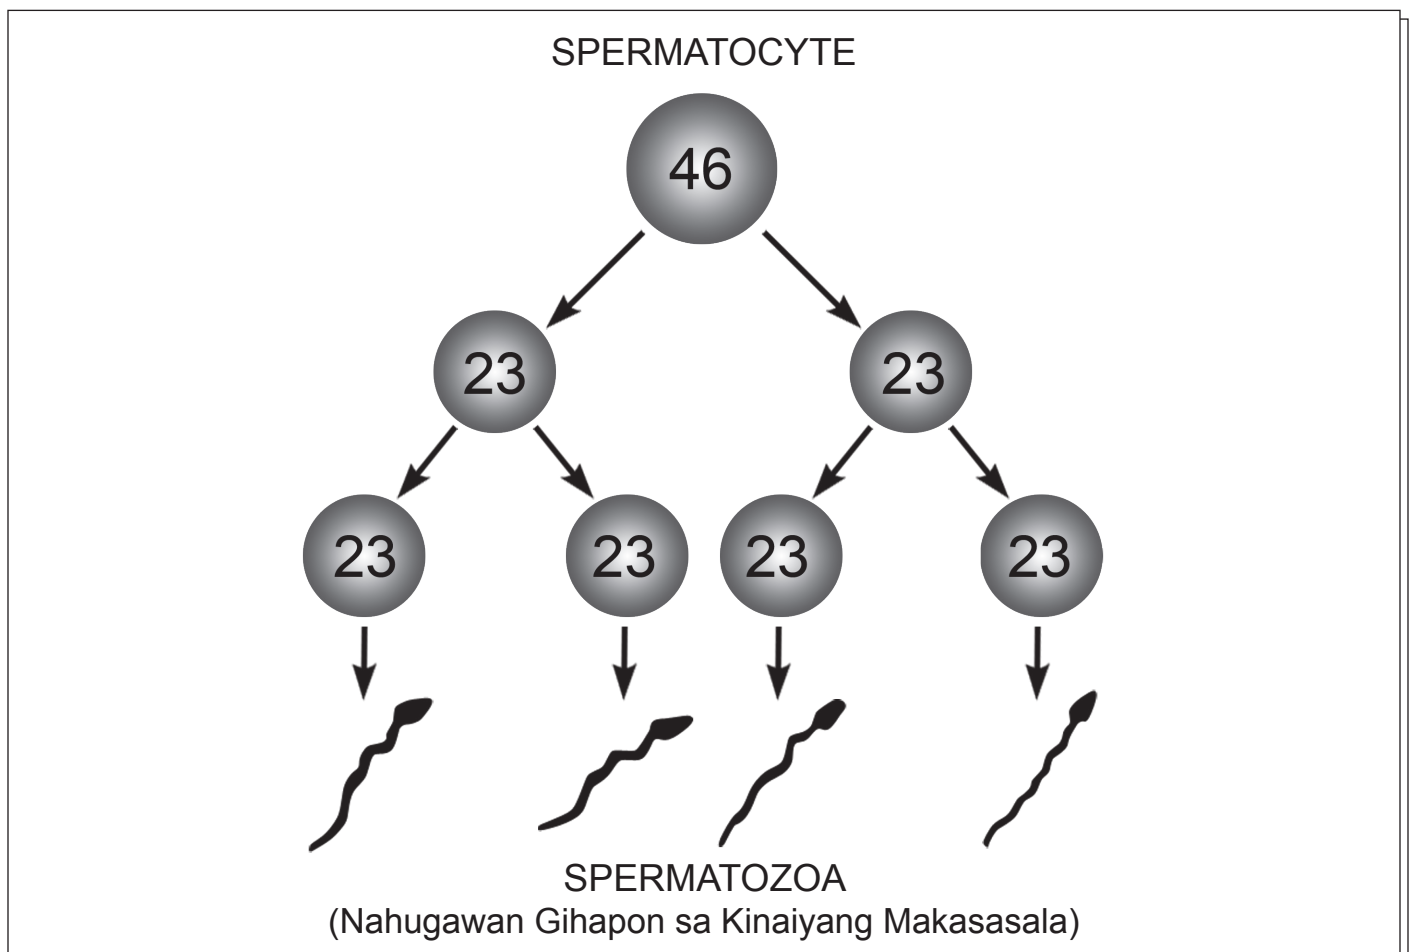 SPERMATOCYTE
46
23 23
23 23 23 23
SPERMATOZOA
(Nahugawan Gihapon sa Kinaiyang Makasasala)